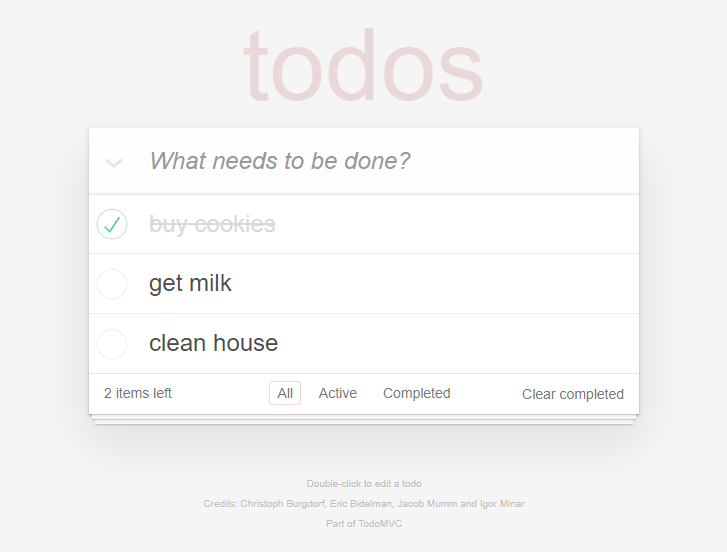 todos
What needs to be done?
buy cookies
get milk
clean house
2 items left All Active Completed Clear completed
Double-click to edit a todo
Credits: Christoph Burgdorf, Eric Bidelman, Jacob Mumm and Igor Minar
Part of TodoMVC